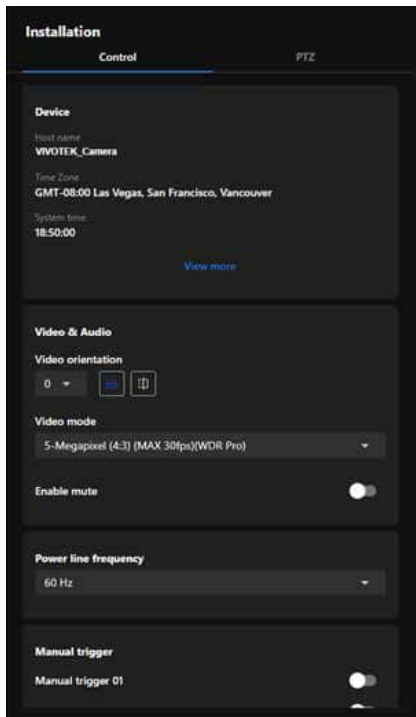 Installation
Control PTZ
Device
Host name
VIVOTEK_Camera
Time Zone
GMT-08:00 Las Vegas, San Francisco, Vancouver
System time
18:50:00
View more
Video & Audio
Video orientation
0
Video mode
5-Megapixel (4:3) (MAX 30fps)(WDR Pro)
Enable mute
Power line frequency
60 Hz
Manual trigger
Manual trigger 01